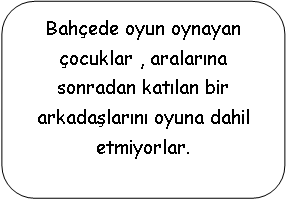 Bahçede oyun oynayan
çocuklar , aralarına
sonradan katılan bir
arkadaşlarını oyuna dahil
etmiyorlar.